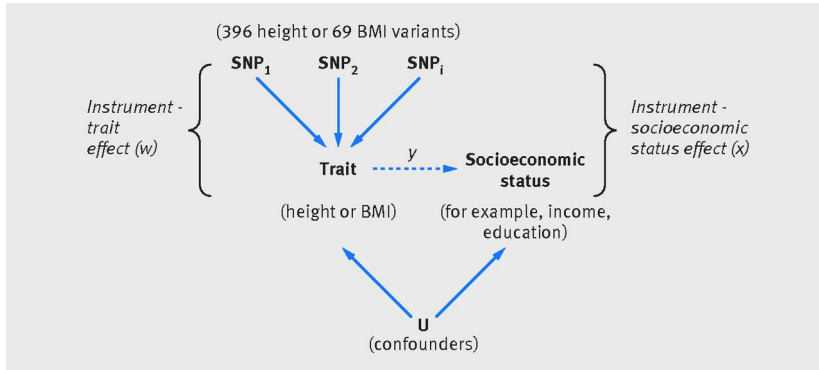 (396 height or 69 BMI variants)
SNP1 SNP2 SNPi
Instrument -
trait
effect (w)
Instrument -
socioeconomic
status effect (x)
Trait
y
Socioeconomic
status
(height or BMI)
(for example, income,
education)
U
(confounders)